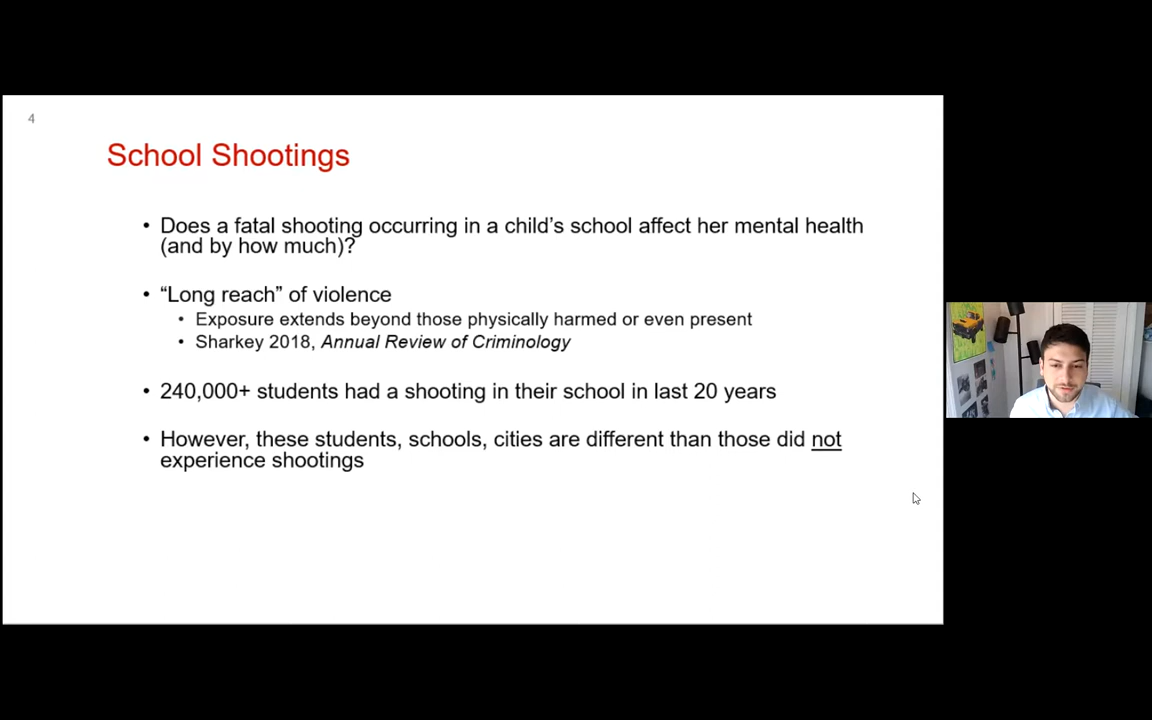 4
School Shootings
• Does a fatal shooting occurring in a child’s school affect her mental health
(and by how much)?
• “Long reach” of violence
• Exposure extends beyond those physically harmed or even present
• Sharkey 2018, Annual Review of Criminology
• 240,000+ students had a shooting in their school in last 20 years
• However, these students, schools, cities are different than those did not
experience shootings